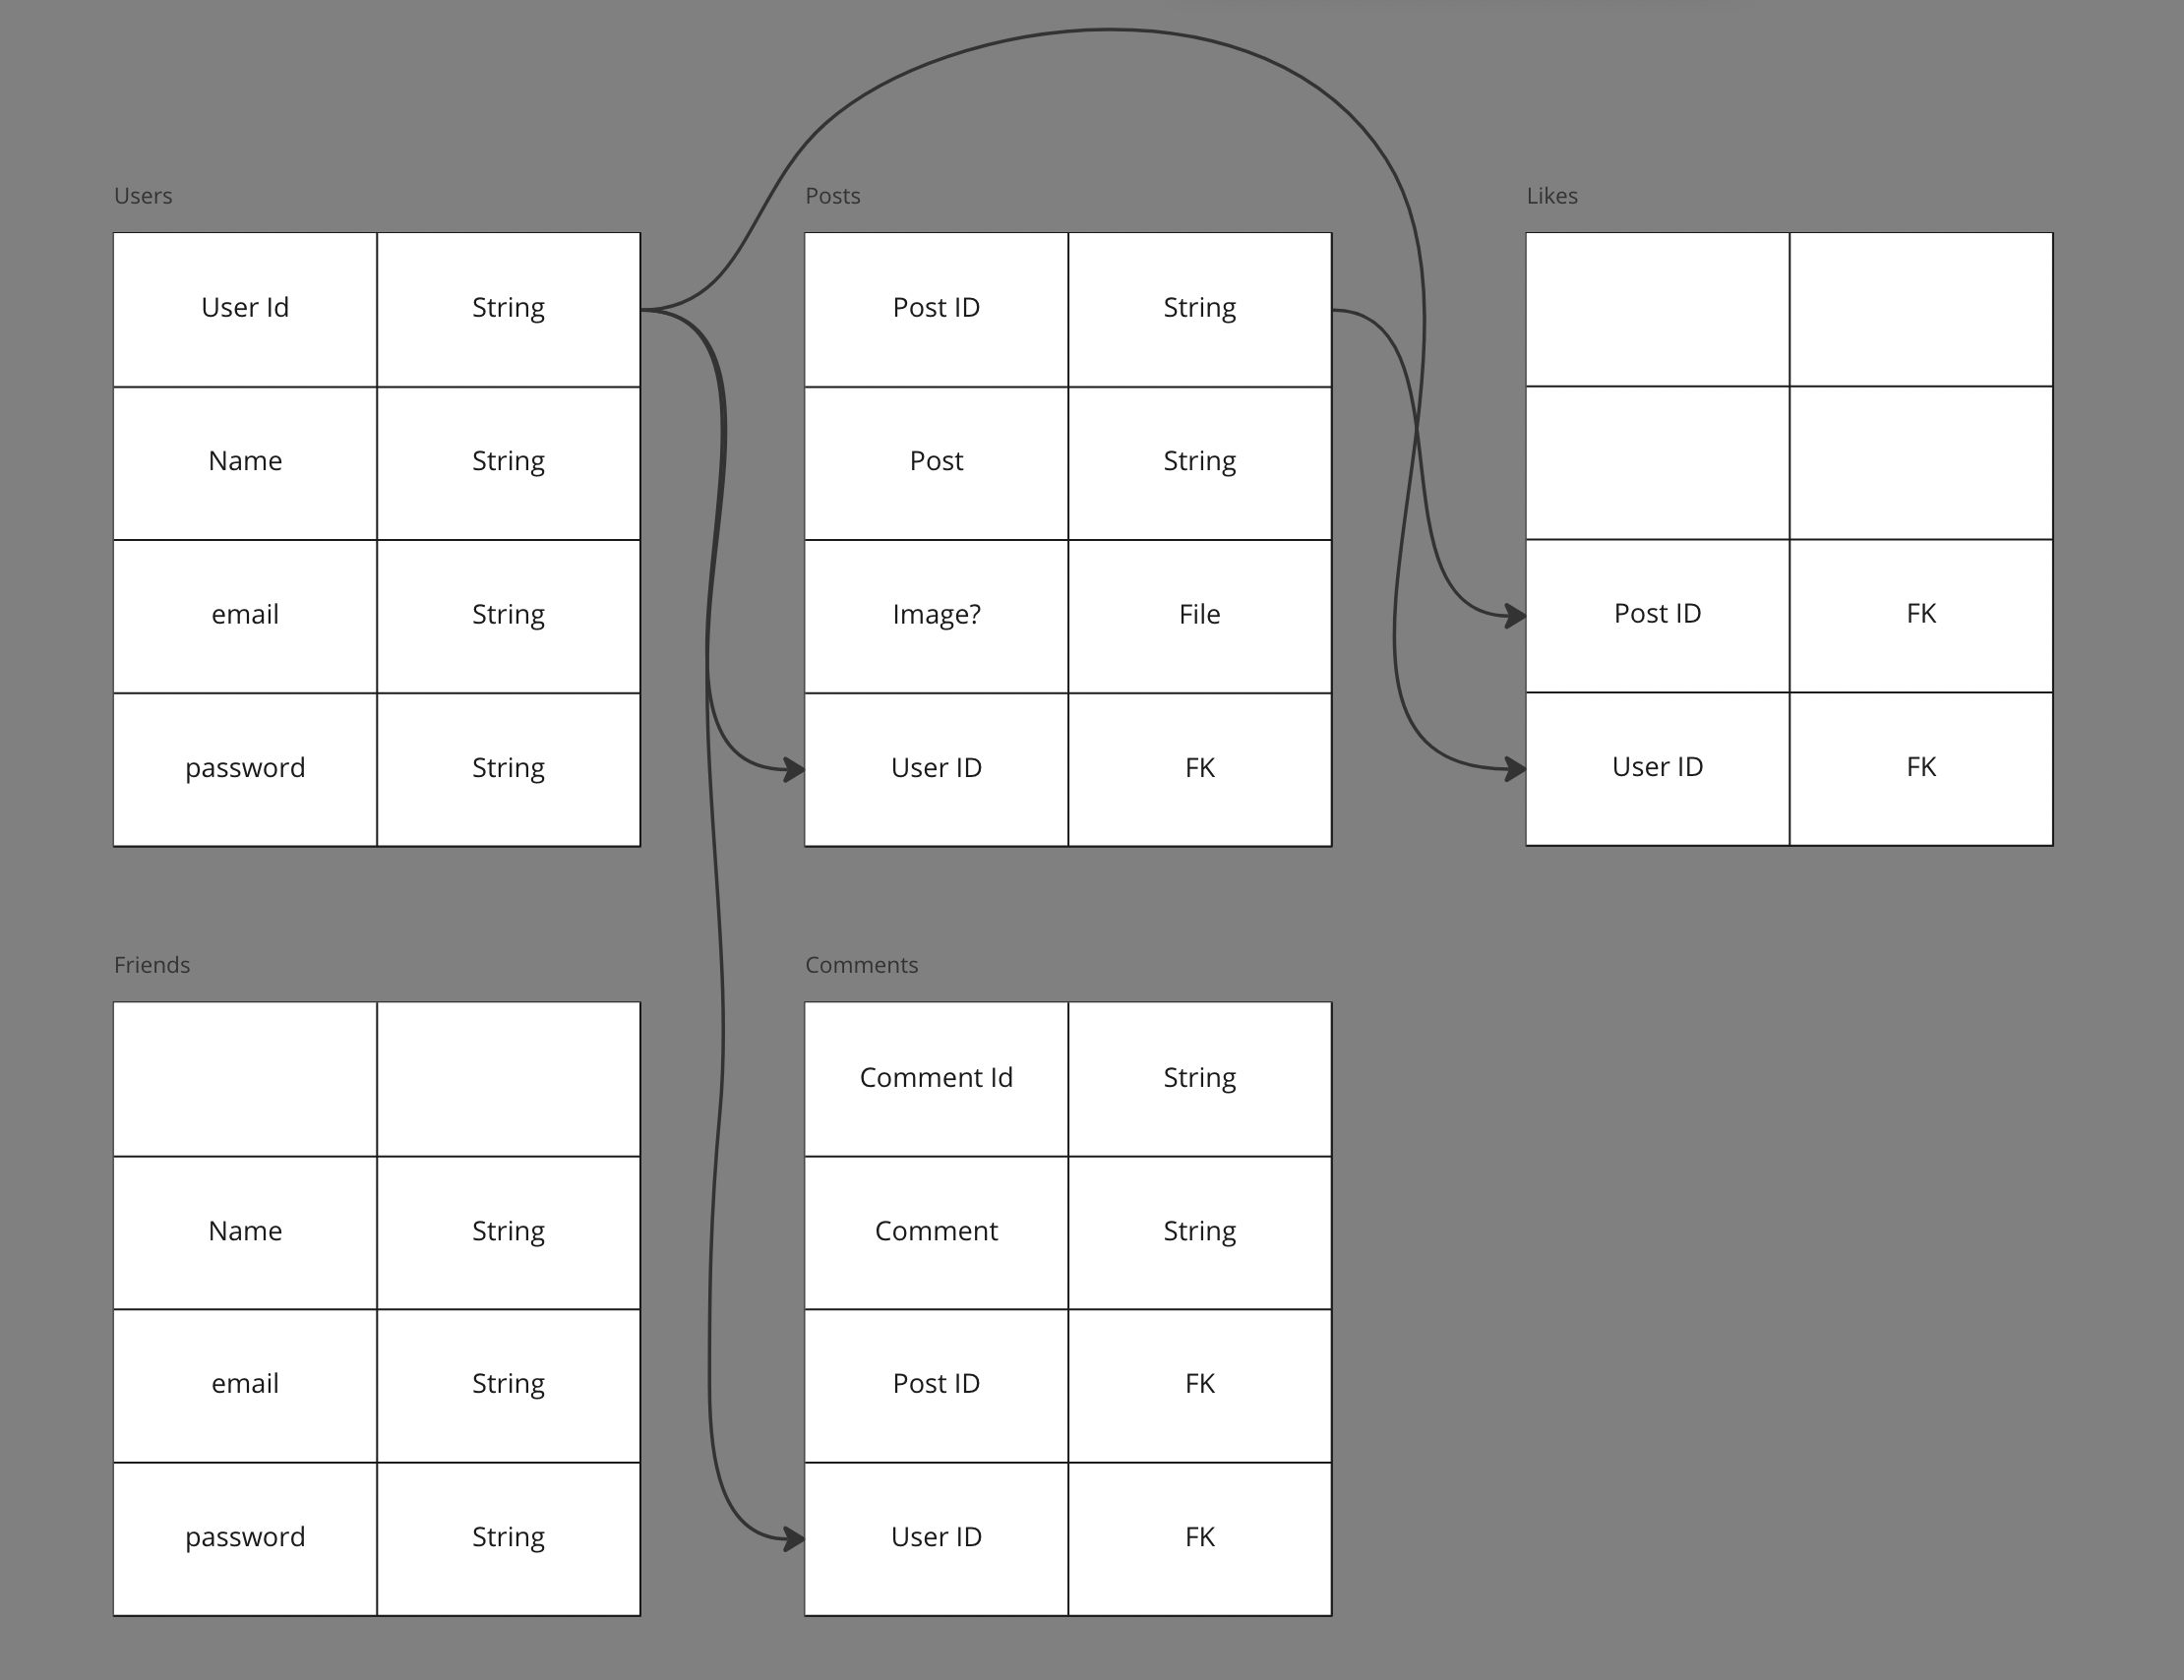 Users
User Id String
Name String
email String
password String
Posts
Post ID String
Post String
Image? File
User ID FK
Likes
Post ID FK
User ID FK
Friends
Name String
email String
password String
Comments
Comment Id String
Comment String
Post ID FK
User ID FK